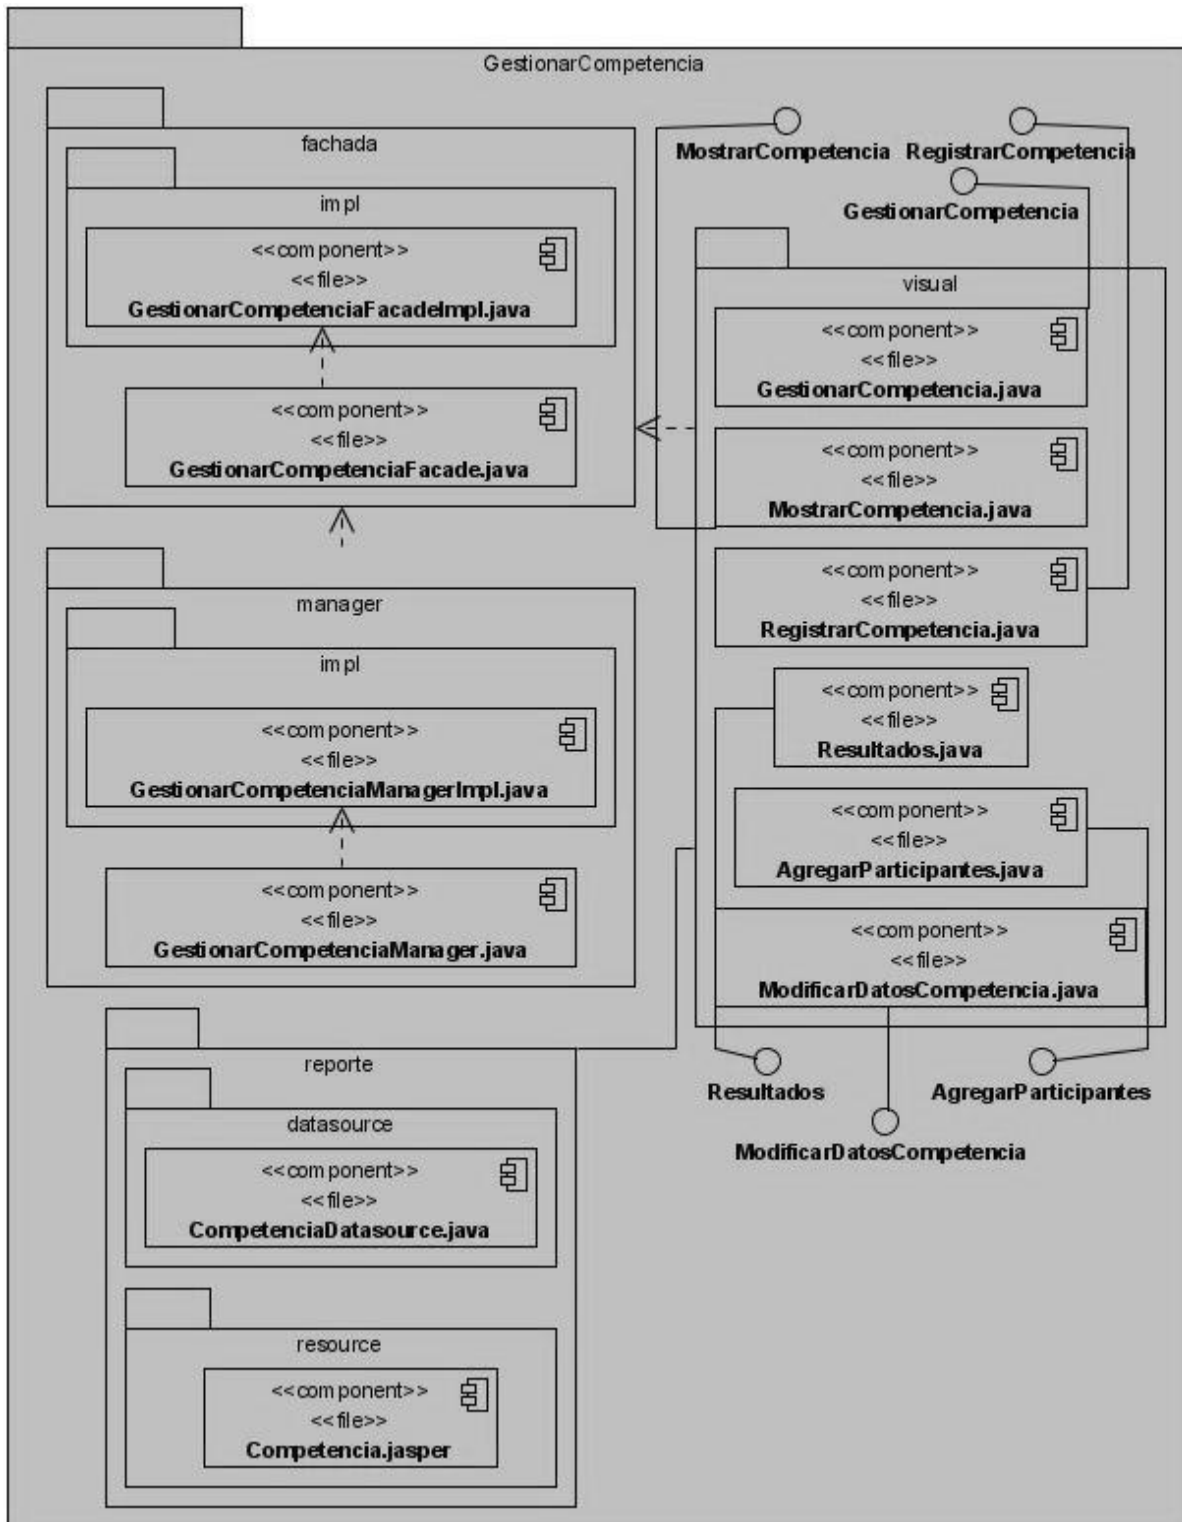 GestionarCompetencia
fachada
impl
<<component>>
<<file>>
GestionarCompetenciaFacadeImpl.java
<<component>>
<<file>>
GestionarCompetenciaFacade.java
manager
impl
<<component>>
<<file>>
GestionarCompetenciaManagerImpl.java
<<component>>
<<file>>
GestionarCompetenciaManager.java
reporte
datasource
<<component>>
<<file>>
CompetenciaDatasource.java
resource
<<component>>
<<file>>
Competencia.jasper
MostrarCompetencia
RegistrarCompetencia
GestionarCompetencia
visual
<<component>>
<<file>>
GestionarCompetencia.java
<<component>>
<<file>>
MostrarCompetencia.java
<<component>>
<<file>>
RegistrarCompetencia.java
<<component>>
<<file>>
Resultados.java
<<component>>
<<file>>
AgregarParticipantes.java
<<component>>
<<file>>
ModificarDatosCompetencia.java
Resultados
AgregarParticipantes
ModificarDatosCompetencia